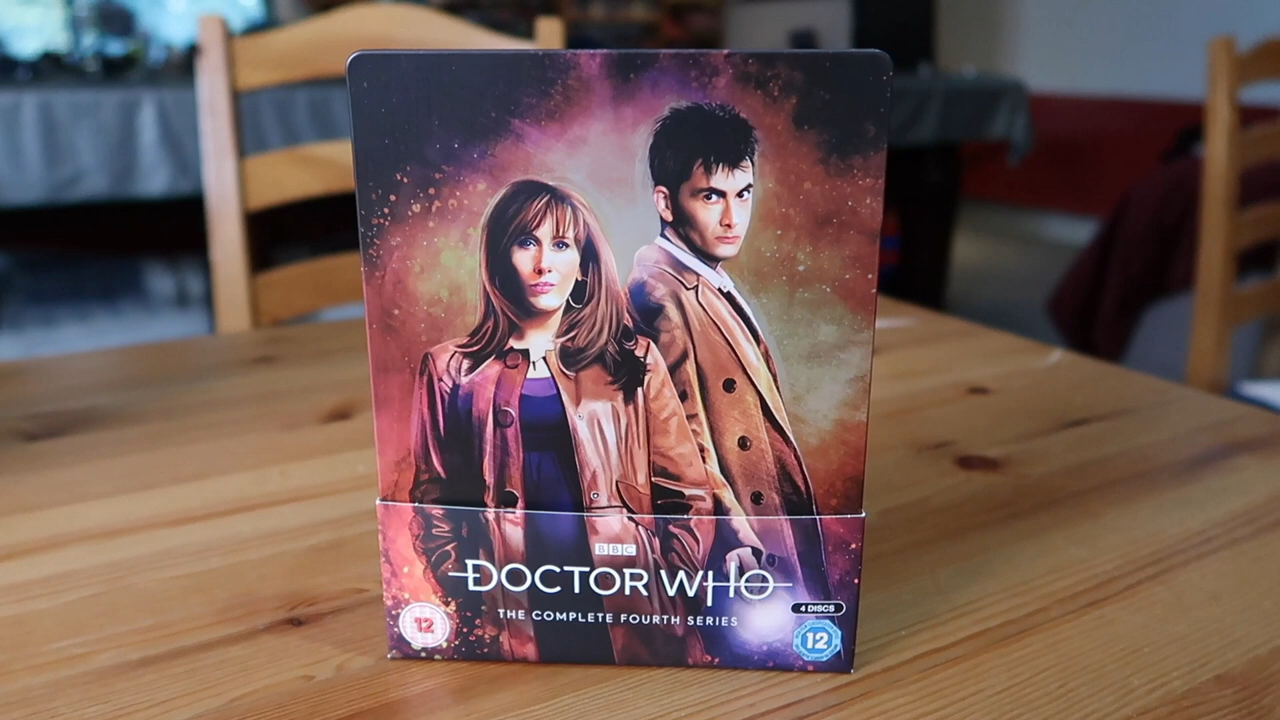 BBC
DOCTOR WHO
THE COMPLETE FOURTH SERIES
4 DISCS
12
12